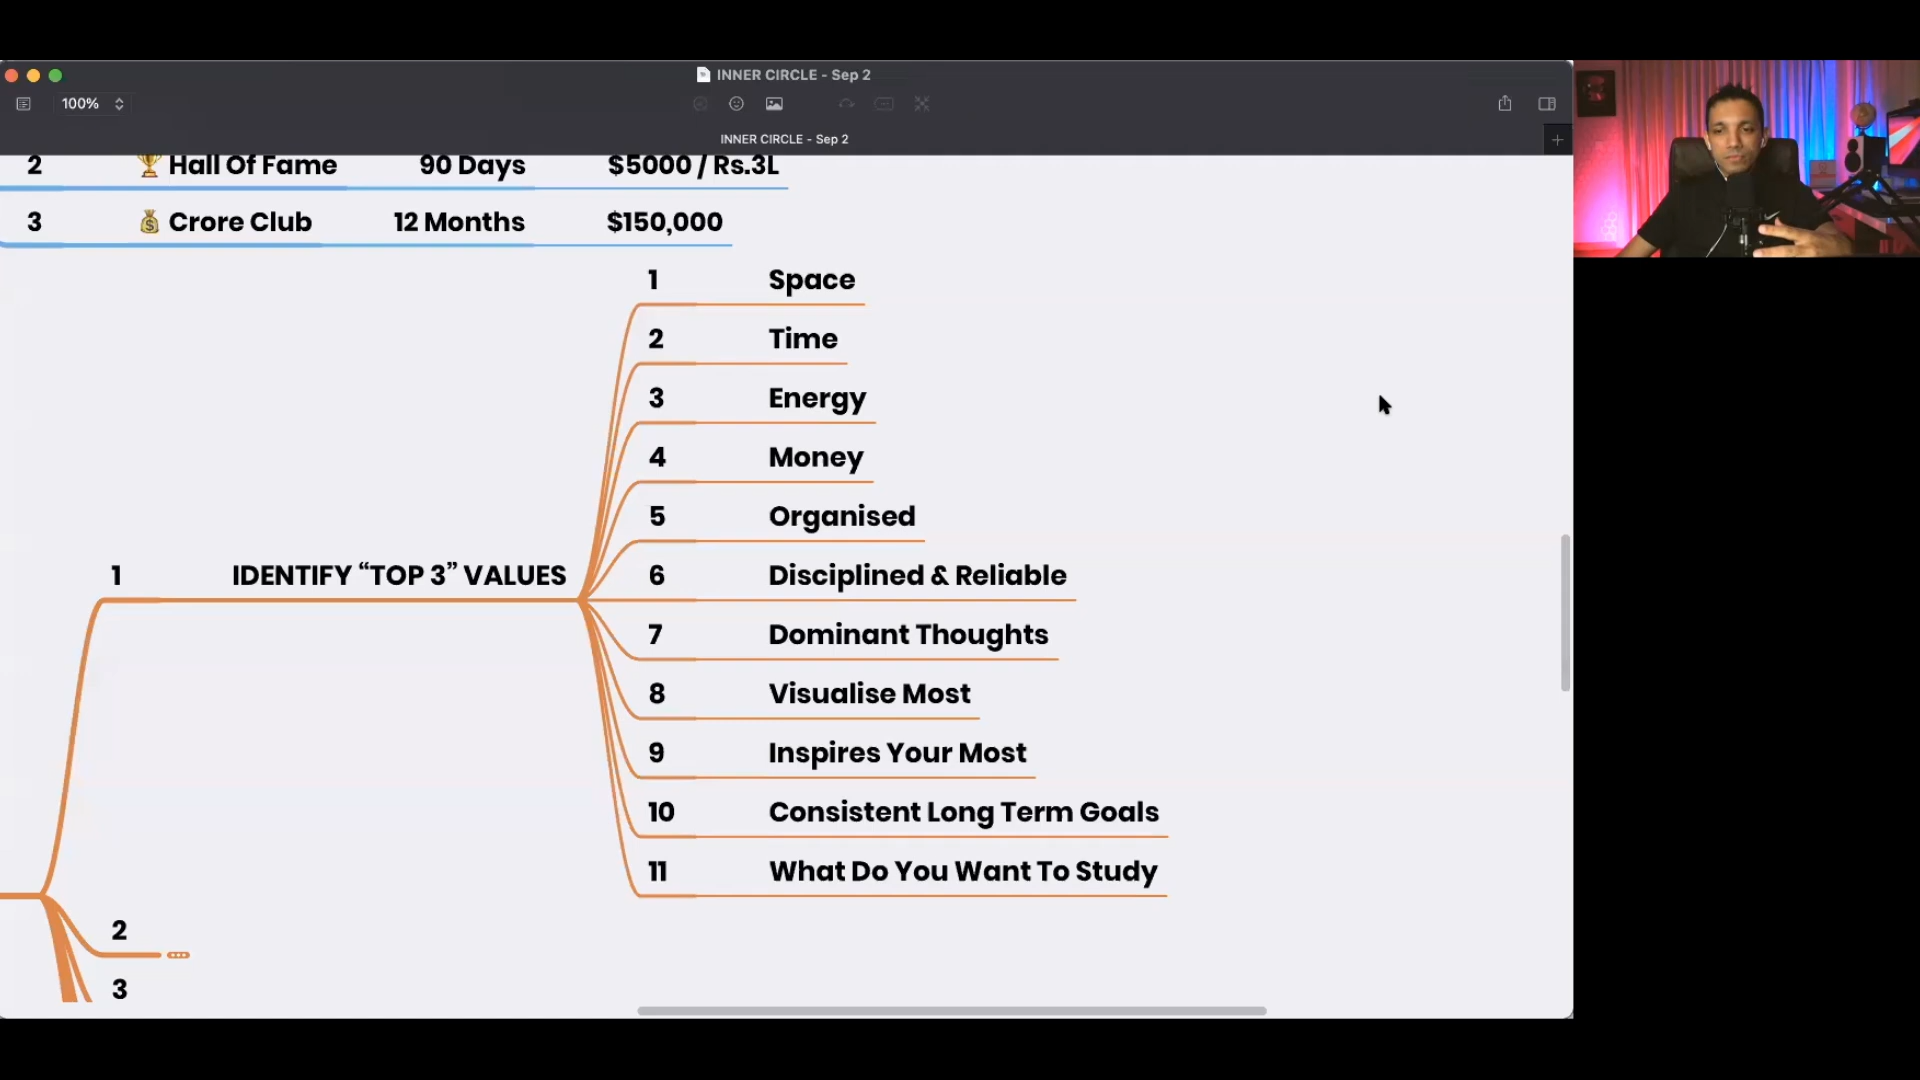 INNER CIRCLE - Sep 2
100%
INNER CIRCLE - Sep 2
2 Hall Of Fame 90 Days $5000 / Rs.3L
3 Crore Club 12 Months $150,000
1 Space
2 Time
3 Energy
4 Money
5 Organised
1 IDENTIFY “TOP 3” VALUES
6 Disciplined & Reliable
7 Dominant Thoughts
8 Visualise Most
9 Inspires Your Most
10 Consistent Long Term Goals
11 What Do You Want To Study
2
3